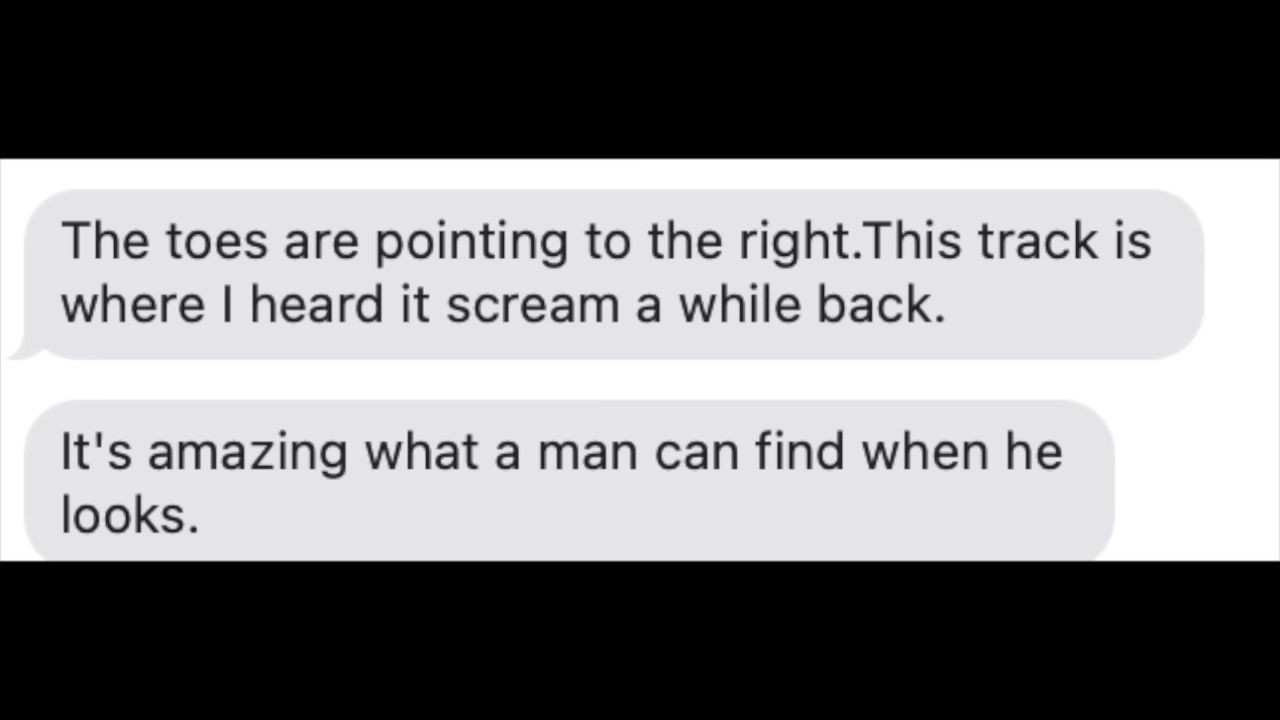 The toes are pointing to the right.This track is
where I heard it scream a while back.
It's amazing what a man can find when he
looks.